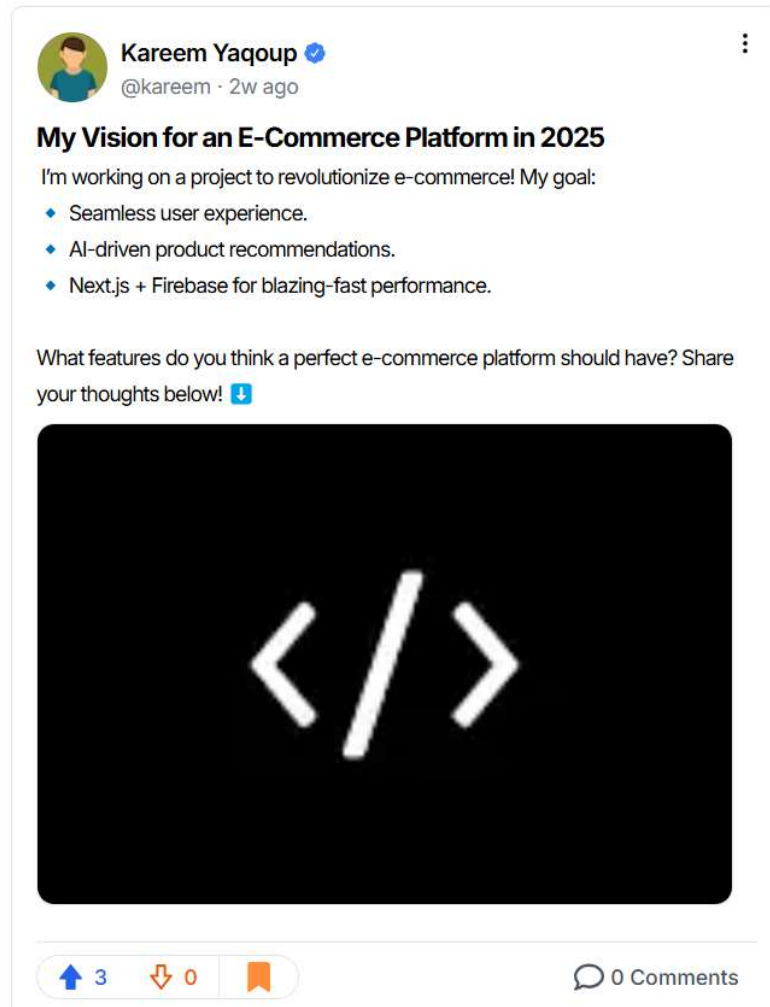 Kareem Yaqoup
@kareem · 2w ago
My Vision for an E-Commerce Platform in 2025
I'm working on a project to revolutionize e-commerce! My goal:
🔹 Seamless user experience.
🔹 AI-driven product recommendations.
🔹 Next.js + Firebase for blazing-fast performance.
What features do you think a perfect e-commerce platform should have? Share
your thoughts below! ⬇️
</>
3 0 0 Comments